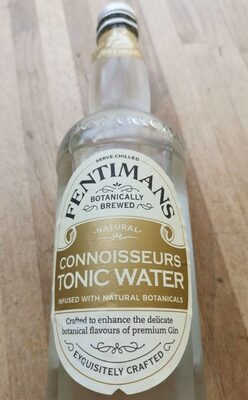 SERVE CHILLED
FENTIMANS
BOTANICALLY
BREWED
NATURAL
CONNOISSEURS
TONIC WATER
INFUSED WITH NATURAL BOTANICALS
Crafted to enhance the delicate
botanical flavours of premium Gin
EXQUISITELY CRAFTED